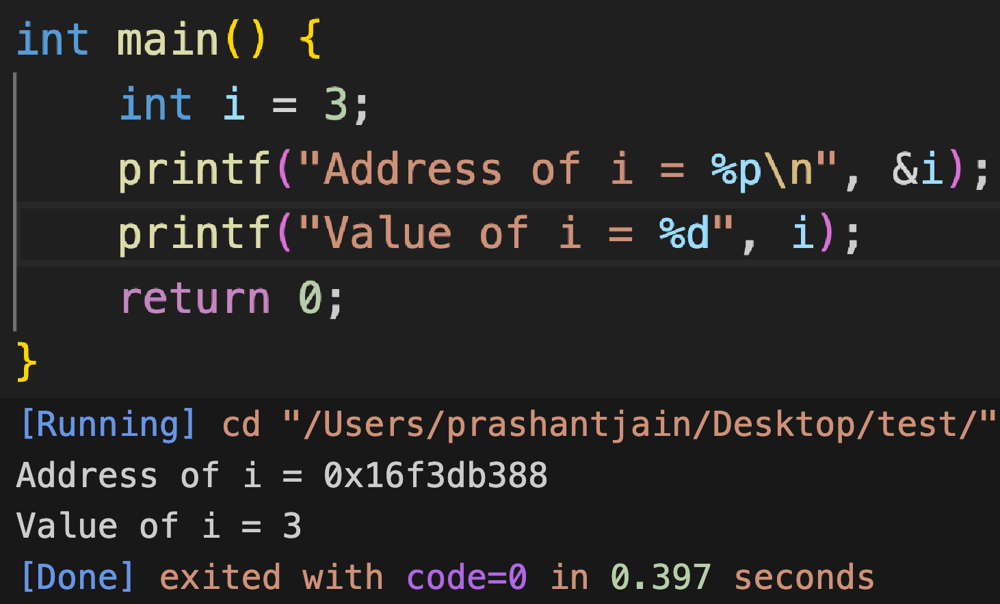 int main() {
    int i = 3;
    printf("Address of i = %p\n", &i);
    printf("Value of i = %d", i);
    return 0;
}
[Running] cd "/Users/prashantjain/Desktop/test/"
Address of i = 0x16f3db388
Value of i = 3
[Done] exited with code=0 in 0.397 seconds